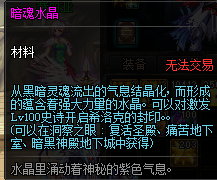 暗魂水晶
材料
无法交易
从黑暗灵魂流出的气息结晶化，而形成
的蕴含着强大力量的水晶。可以对激发
Lv100史诗开启希洛克的封印。。
(可以在洞察之眼：复活圣殿、痛苦地下
室、暗黑神殿地下城中获得)
水晶里涌动着神秘的紫色气息。